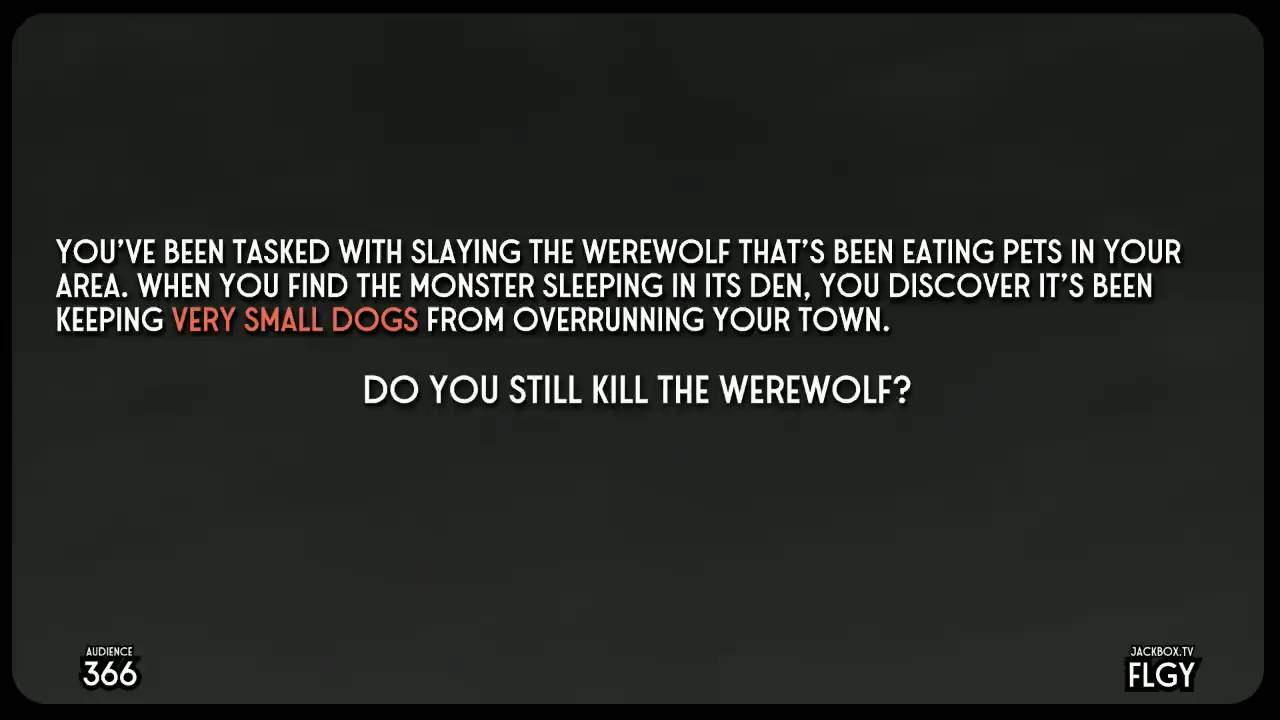 YOU'VE BEEN TASKED WITH SLAYING THE WEREWOLF THAT'S BEEN EATING PETS IN YOUR
AREA. WHEN YOU FIND THE MONSTER SLEEPING IN ITS DEN, YOU DISCOVER IT'S BEEN
KEEPING VERY SMALL DOGS FROM OVERRUNNING YOUR TOWN.
DO YOU STILL KILL THE WEREWOLF?
AUDIENCE
366
JACKBOX.TV
FLGY